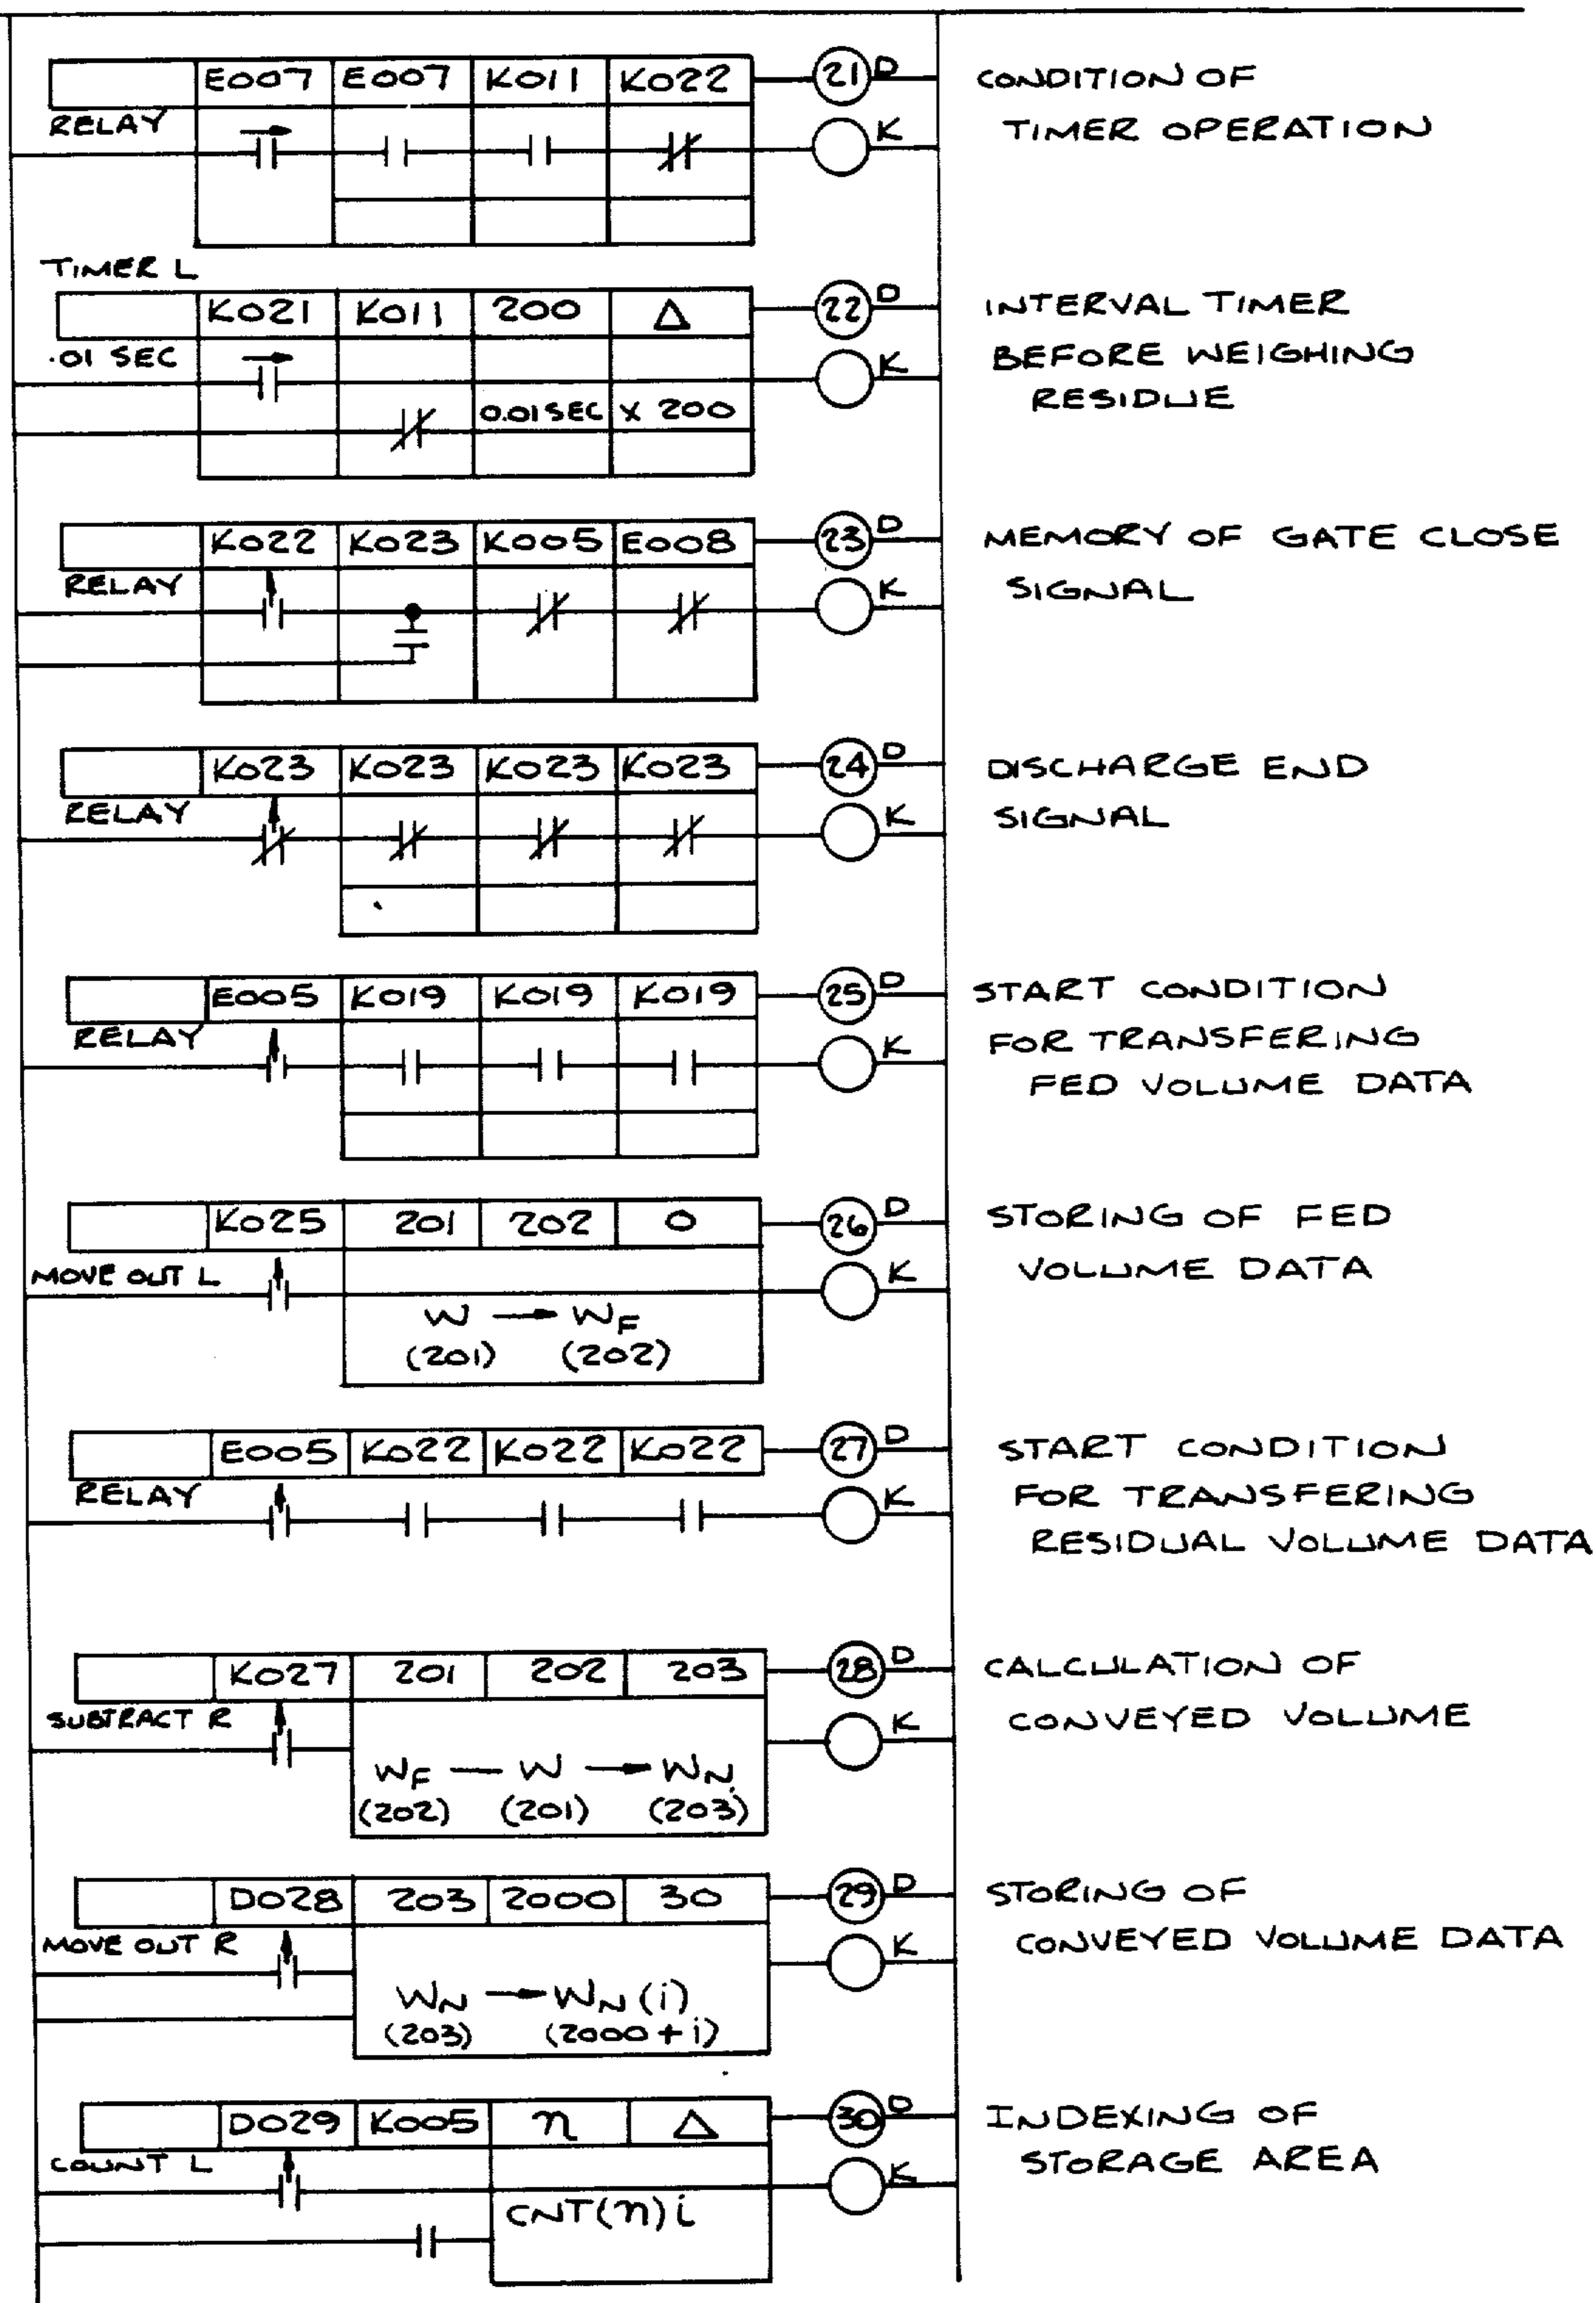 E007 E007 K011 K022 21 D CONDITION OF
RELAY K TIMER OPERATION
TIMER L
K021 K011 200 Δ 22 D INTERVAL TIMER
.01 SEC K BEFORE WEIGHING
0.01 SEC X 200 RESIDUE
K022 K023 K005 E008 23 D MEMORY OF GATE CLOSE
RELAY K SIGNAL
K023 K023 K023 K023 24 D DISCHARGE END
RELAY K SIGNAL
E005 K019 K019 K019 25 D START CONDITION
RELAY K FOR TRANSFERING
FED VOLUME DATA
K025 201 202 0 26 D STORING OF FED
MOVE OUT L K VOLUME DATA
W → WF
(201) (202)
E005 K022 K022 K022 27 D START CONDITION
RELAY K FOR TRANSFERING
RESIDUAL VOLUME DATA
K027 201 202 203 28 D CALCULATION OF
SUBTRACT R K CONVEYED VOLUME
WF — W → WN
(202) (201) (203)
D028 203 2000 30 29 D STORING OF
MOVE OUT R K CONVEYED VOLUME DATA
WN → WN (i)
(203) (2000 + i)
D029 K005 n Δ 30 D INDEXING OF
COUNT L K STORAGE AREA
CNT(n) i